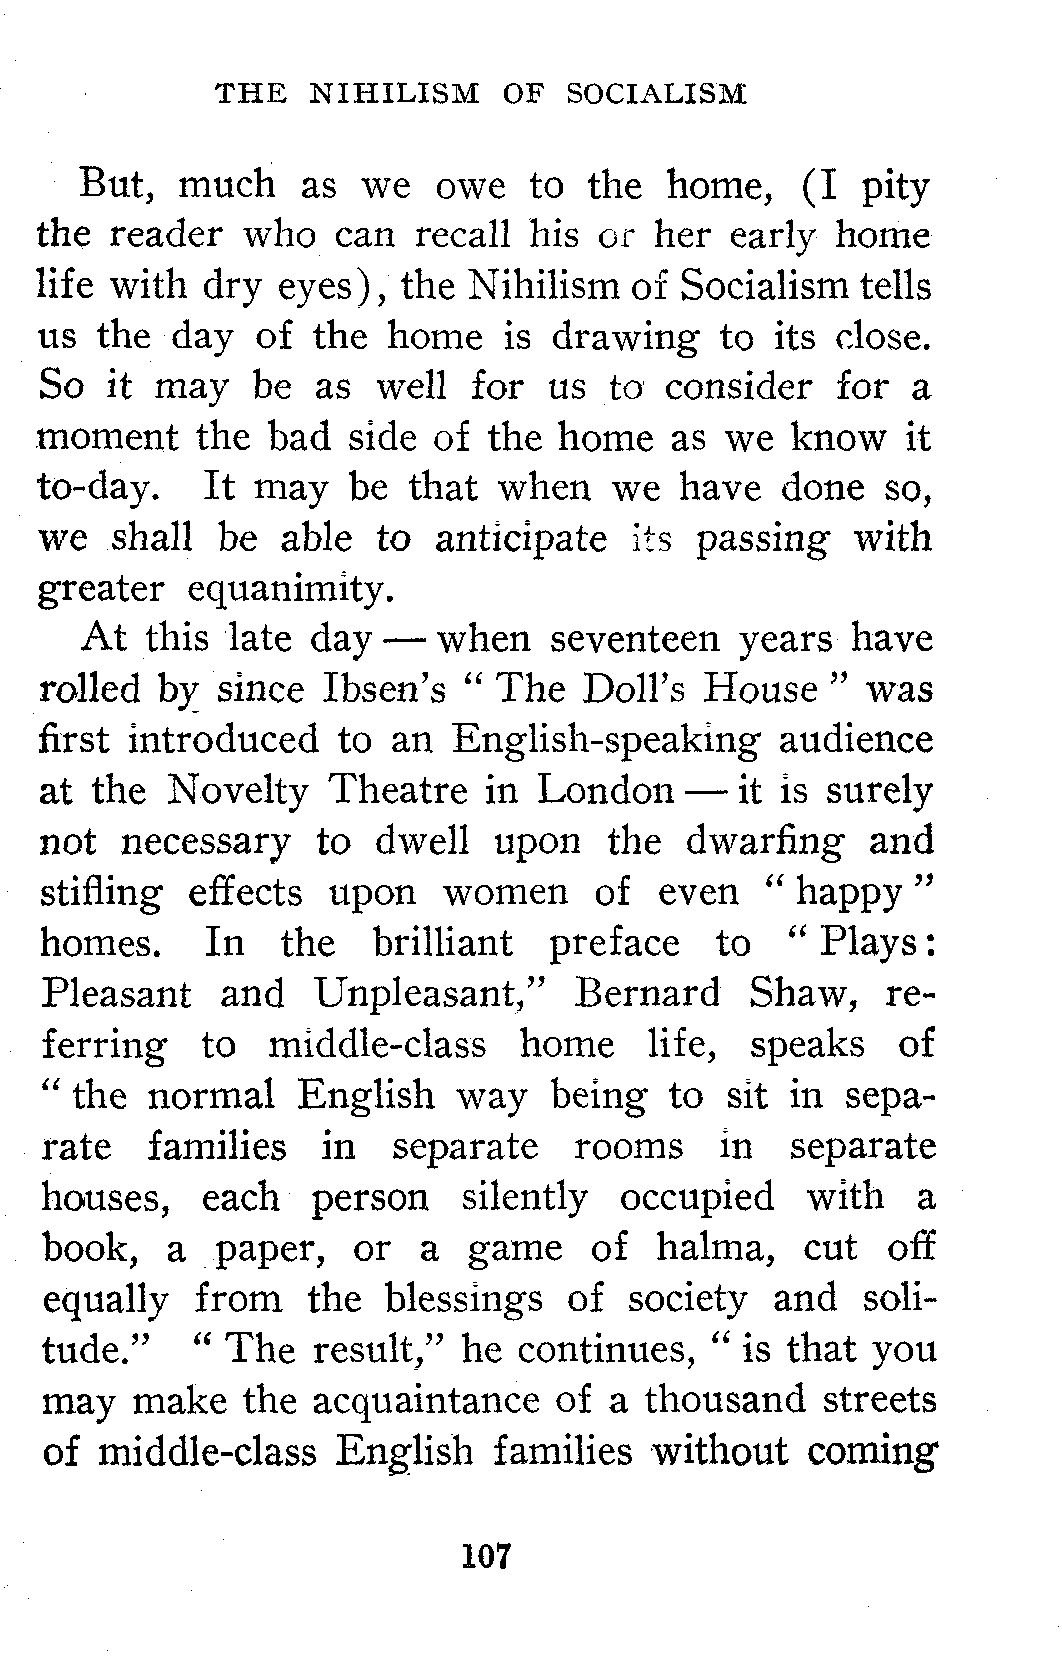 THE NIHILISM OF SOCIALISM
But, much as we owe to the home, (I pity
the reader who can recall his or her early home
life with dry eyes), the Nihilism of Socialism tells
us the day of the home is drawing to its close.
So it may be as well for us to consider for a
moment the bad side of the home as we know it
to-day. It may be that when we have done so,
we shall be able to anticipate its passing with
greater equanimity.
At this late day — when seventeen years have
rolled by since Ibsen's " The Doll's House " was
first introduced to an English-speaking audience
at the Novelty Theatre in London — it is surely
not necessary to dwell upon the dwarfing and
stifling effects upon women of even " happy "
homes. In the brilliant preface to " Plays:
Pleasant and Unpleasant," Bernard Shaw, re-
ferring to middle-class home life, speaks of
" the normal English way being to sit in sepa-
rate families in separate rooms in separate
houses, each person silently occupied with a
book, a paper, or a game of halma, cut off
equally from the blessings of society and soli-
tude." " The result," he continues, " is that you
may make the acquaintance of a thousand streets
of middle-class English families without coming
107